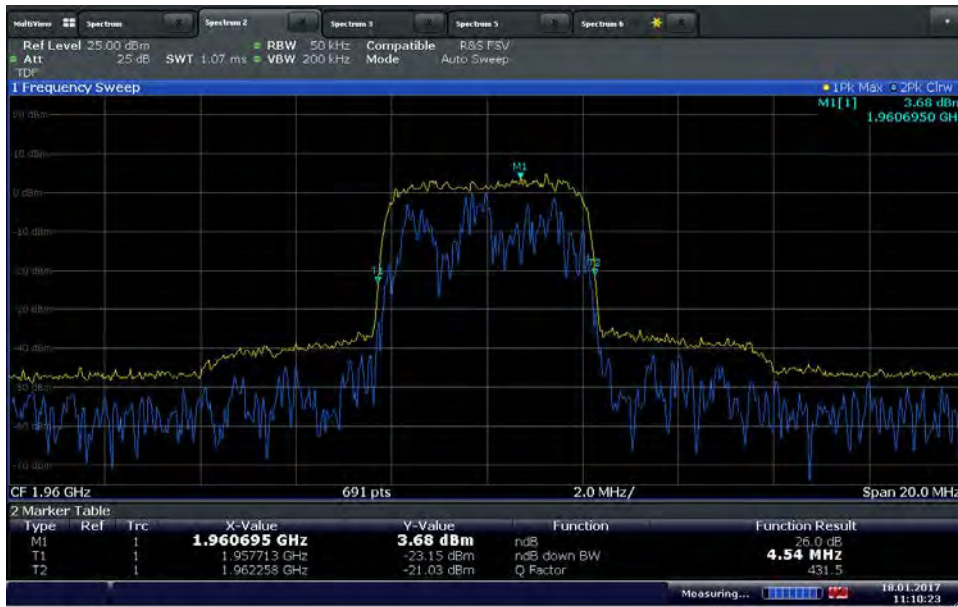 MultiView Spectrum Spectrum 2 Spectrum 3 Spectrum 5 Spectrum 6
Ref Level 25.00 dBm RBW 50 kHz Compatible R&S FSV
Att 25 dB SWT 1.07 ms VBW 200 kHz Mode Auto Sweep
TDF
1 Frequency Sweep 1Pk Max 2Pk Clrw
M1[1] 3.68 dBm
1.9606950 GH
20 dBm
10 dBm
M1
0 dBm
-10 dBm
T1 T2
-20 dBm
-30 dBm
-40 dBm
-50 dBm
-60 dBm
-70 dBm
CF 1.96 GHz 691 pts 2.0 MHz/ Span 20.0 MHz
2 Marker Table
Type Ref Trc X-Value Y-Value Function Function Result
M1 1 1.960695 GHz 3.68 dBm ndB 26.0 dB
T1 1 1.957713 GHz -23.15 dBm ndB down BW 4.54 MHz
T2 1 1.962258 GHz -21.03 dBm Q Factor 431.5
Measuring... 18.01.2017
11:10:23